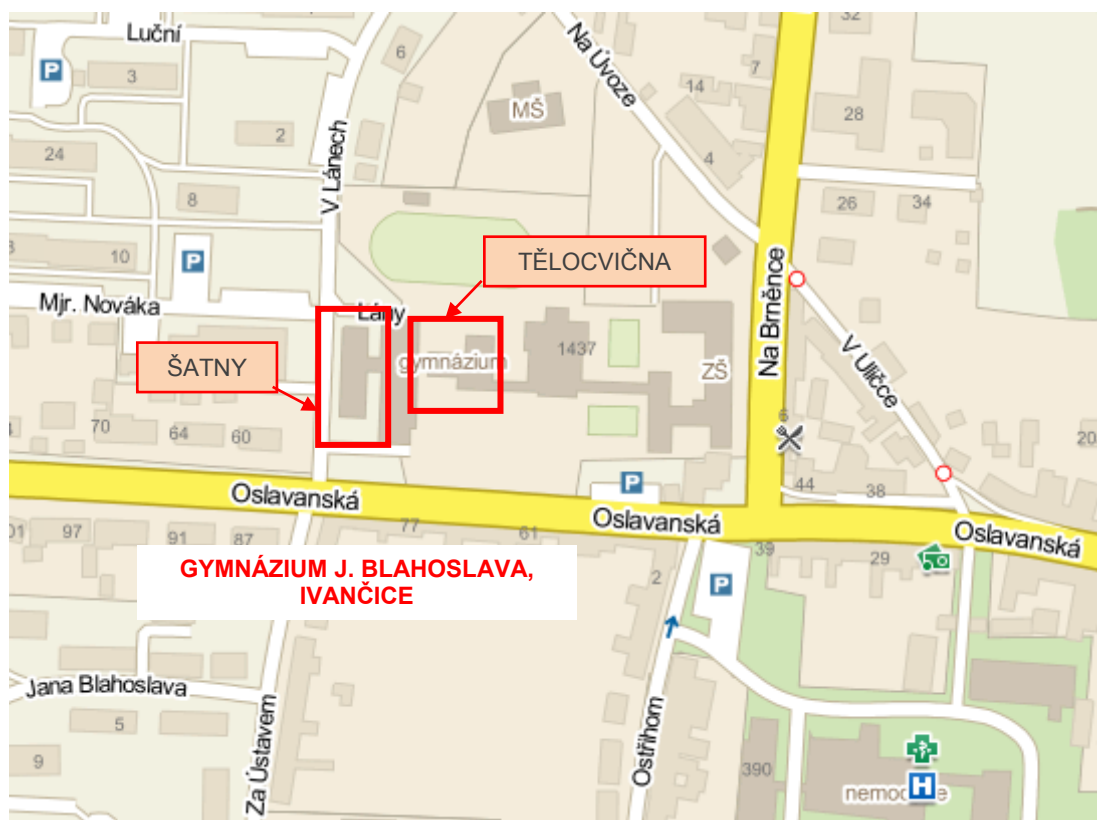 Luční
6
32
Na Úvoze
7
P
3
MŠ
14
28
2
24
V Lánech
4
8
26
34
TĚLOCVIČNA
10
P
Mjr. Nováka
Lány
Na Brněnce
gymnázium
1437
ZŠ
V Uličce
ŠATNY
70
64
60
6
20
P
44
38
Oslavanská
Oslavanská
Oslavanská
97
91
87
77
61
39
29
GYMNÁZIUM J. BLAHOSLAVA,
IVANČICE
2
P
Jana Blahoslava
5
Za Ústavem
Ostřihom
9
390
H